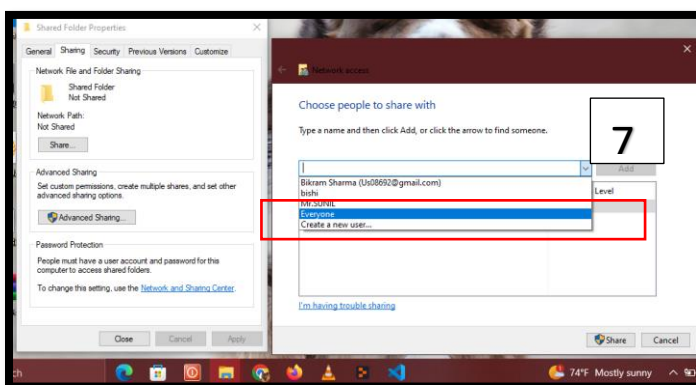 Shared Folder Properties
General Sharing Security Previous Versions Customize
Network File and Folder Sharing
Shared Folder
Not Shared
Network Path:
Not Shared
Share...
Advanced Sharing
Set custom permissions, create multiple shares, and set other
advanced sharing options.
Advanced Sharing...
Password Protection
People must have a user account and password for this
computer to access shared folders.
To change this setting, use the Network and Sharing Center.
Close Cancel Apply
Network access
Choose people to share with
Type a name and then click Add, or click the arrow to find someone.
7
Add
Bikram Sharma (Us08692@gmail.com)
bishi
Mr.SUNIL
Everyone
Create a new user...
Level
I'm having trouble sharing
Share Cancel
74°F Mostly sunny